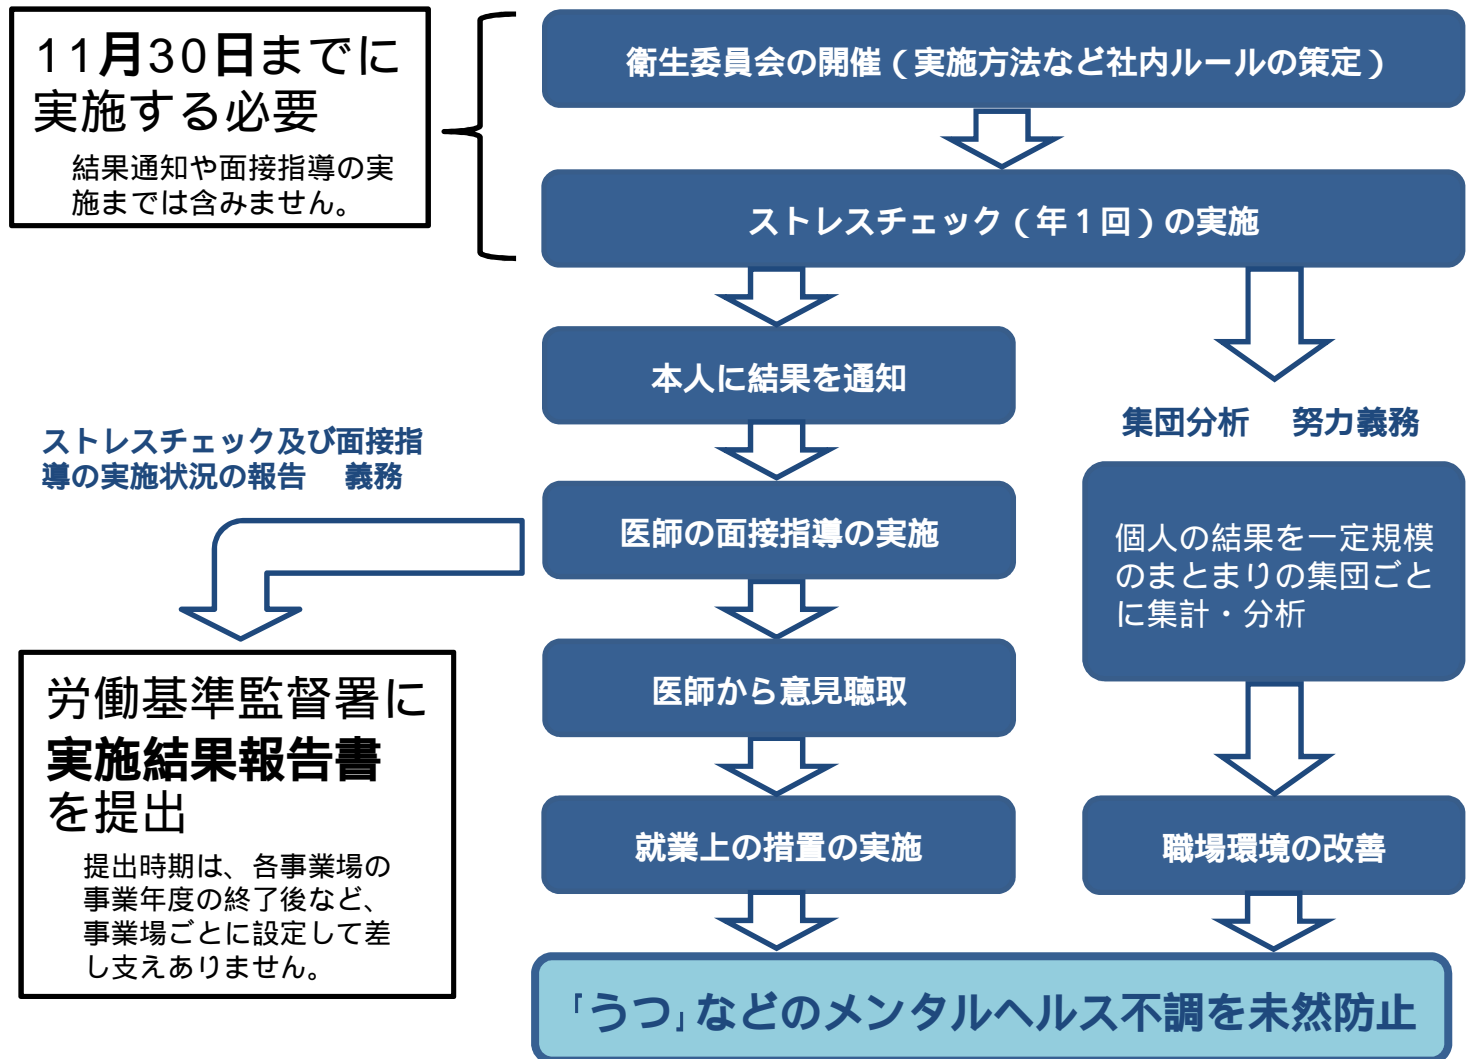 11月30日までに
実施する必要
結果通知や面接指導の実
施までは含みません。
衛生委員会の開催(実施方法など社内ルールの策定)
ストレスチェック(年1回)の実施
本人に結果を通知
ストレスチェック及び面接指
導の実施状況の報告 義務
医師の面接指導の実施
医師から意見聴取
就業上の措置の実施
労働基準監督署に
実施結果報告書
を提出
提出時期は、各事業場の
事業年度の終了後など、
事業場ごとに設定して差
し支えありません。
集団分析 努力義務
個人の結果を一定規模
のまとまりの集団ごと
に集計・分析
職場環境の改善
「うつ」などのメンタルヘルス不調を未然防止